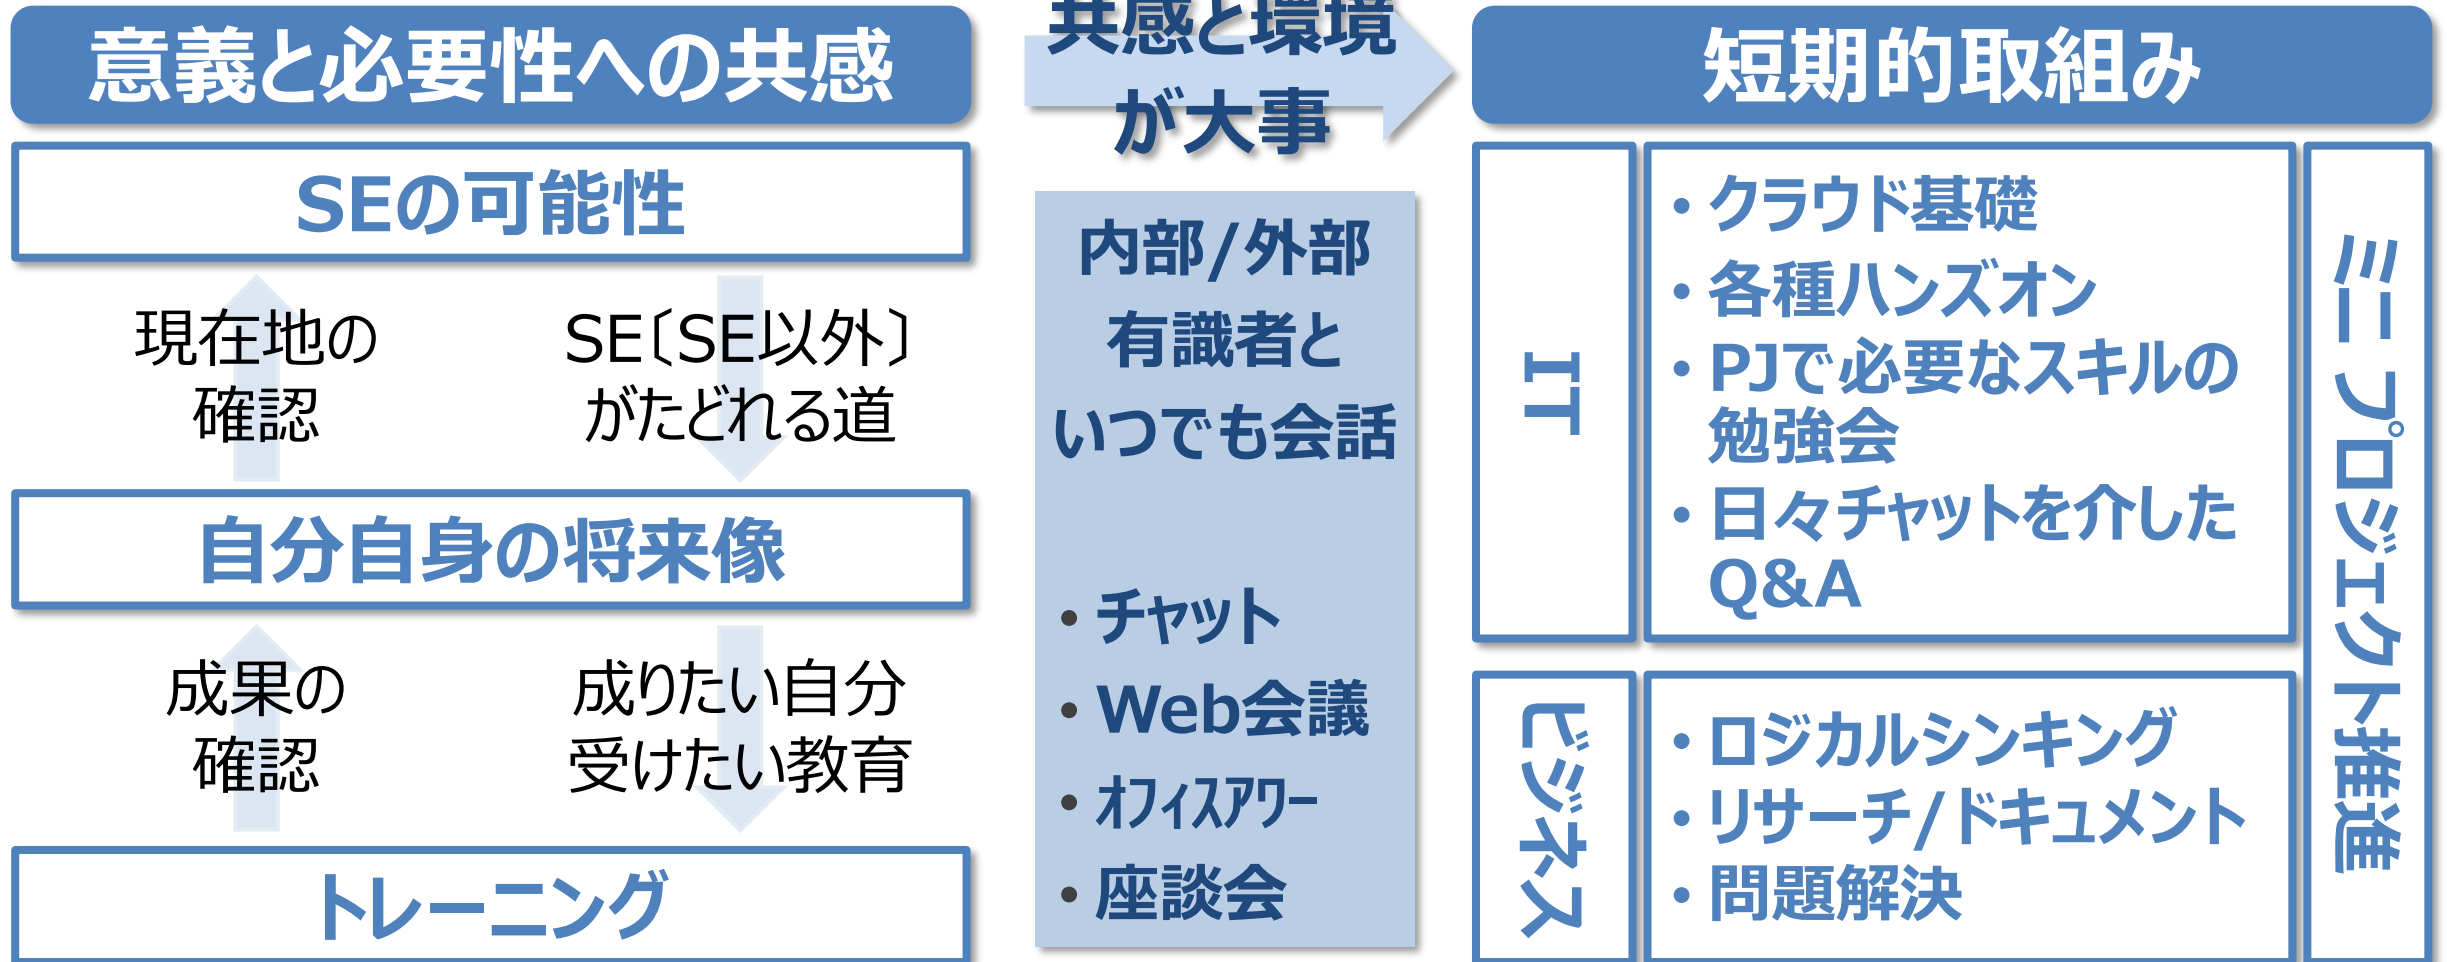 意義と必要性への共感
SEの可能性
現在地の
確認
SE〔SE以外〕
がたどれる道
自分自身の将来像
成果の
確認
成りたい自分
受けたい教育
トレーニング
共感と環境
が大事
内部/外部
有識者と
いつでも会話
・チャット
・Web会議
・ｵﾌｨｽｱﾜｰ
・座談会
短期的取組み
IT
・クラウド基礎
・各種ハンズオン
・PJで必要なスキルの
勉強会
・日々チャットを介した
Q&A
ビジネス
・ロジカルシンキング
・リサーチ/ドキュメント
・問題解決
ミニ プロジェクト推進